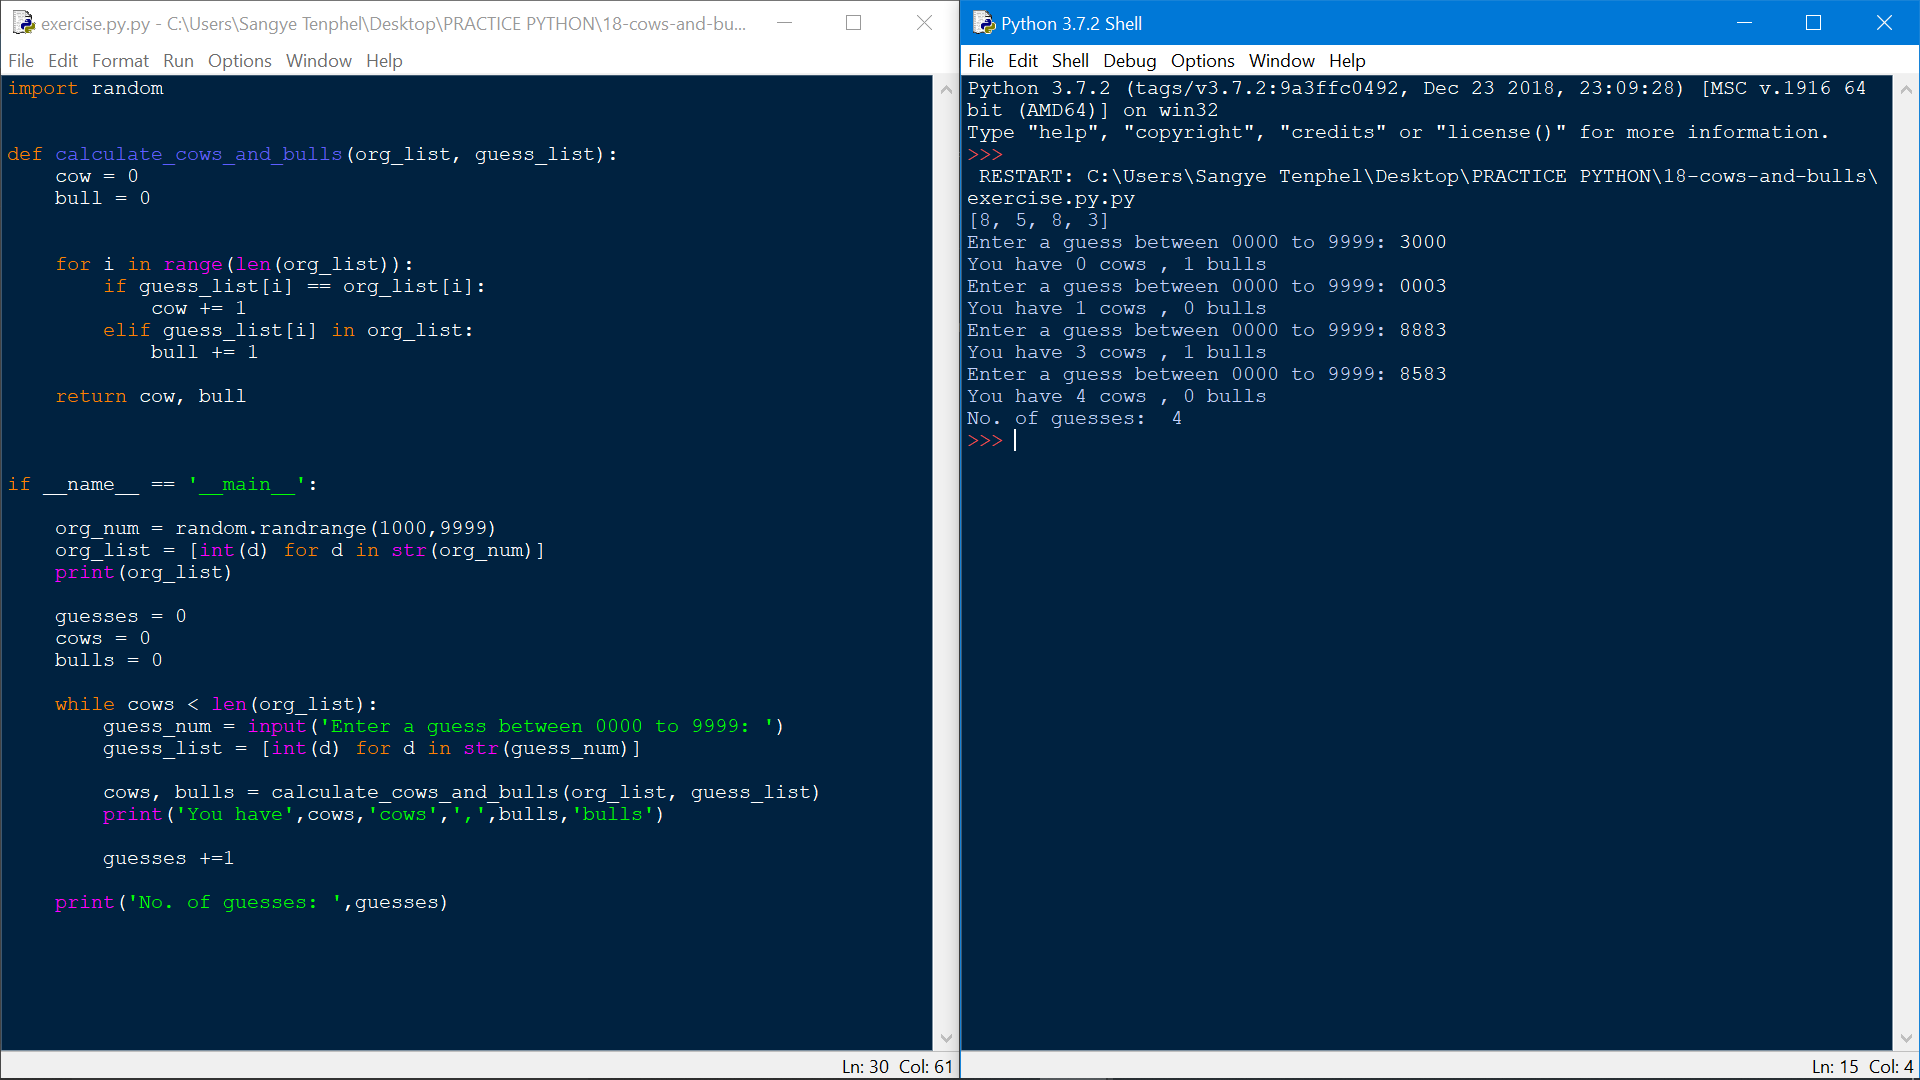 exercise.py.py - C:\Users\Sangye Tenphel\Desktop\PRACTICE PYTHON\18-cows-and-bu...
File Edit Format Run Options Window Help
import random
def calculate_cows_and_bulls(org_list, guess_list):
    cow = 0
    bull = 0
    for i in range(len(org_list)):
        if guess_list[i] == org_list[i]:
            cow += 1
        elif guess_list[i] in org_list:
            bull += 1
    return cow, bull
if __name__ == '__main__':
    org_num = random.randrange(1000,9999)
    org_list = [int(d) for d in str(org_num)]
    print(org_list)
    guesses = 0
    cows = 0
    bulls = 0
    while cows < len(org_list):
        guess_num = input('Enter a guess between 0000 to 9999: ')
        guess_list = [int(d) for d in str(guess_num)]
        cows, bulls = calculate_cows_and_bulls(org_list, guess_list)
        print('You have',cows,'cows',',',bulls,'bulls')
        guesses +=1
    print('No. of guesses: ',guesses)
Ln: 30 Col: 61
Python 3.7.2 Shell
File Edit Shell Debug Options Window Help
Python 3.7.2 (tags/v3.7.2:9a3ffc0492, Dec 23 2018, 23:09:28) [MSC v.1916 64
bit (AMD64)] on win32
Type "help", "copyright", "credits" or "license()" for more information.
>>>
 RESTART: C:\Users\Sangye Tenphel\Desktop\PRACTICE PYTHON\18-cows-and-bulls\
exercise.py.py
[8, 5, 8, 3]
Enter a guess between 0000 to 9999: 3000
You have 0 cows , 1 bulls
Enter a guess between 0000 to 9999: 0003
You have 1 cows , 0 bulls
Enter a guess between 0000 to 9999: 8883
You have 3 cows , 1 bulls
Enter a guess between 0000 to 9999: 8583
You have 4 cows , 0 bulls
No. of guesses:  4
>>>
Ln: 15 Col: 4